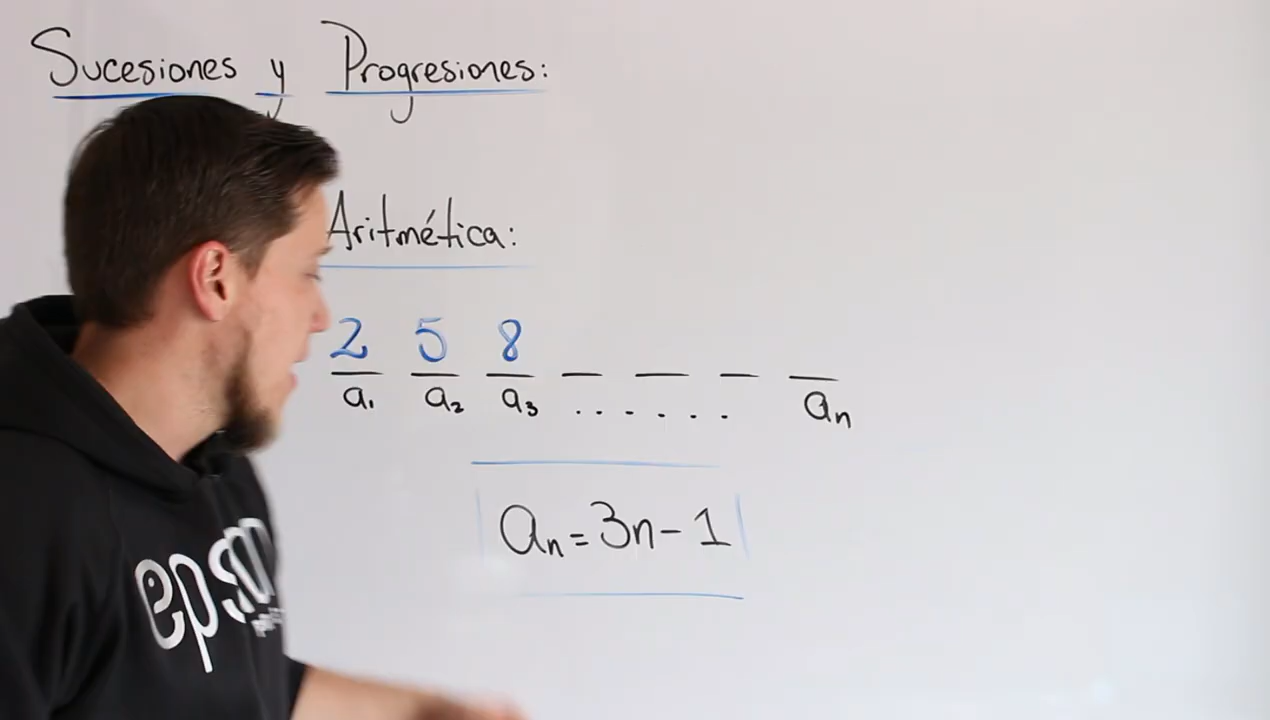 Sucesiones y Progresiones:
Aritmética:
2 5 8
a₁ a₂ a₃ ...... aₙ
aₙ = 3n - 1